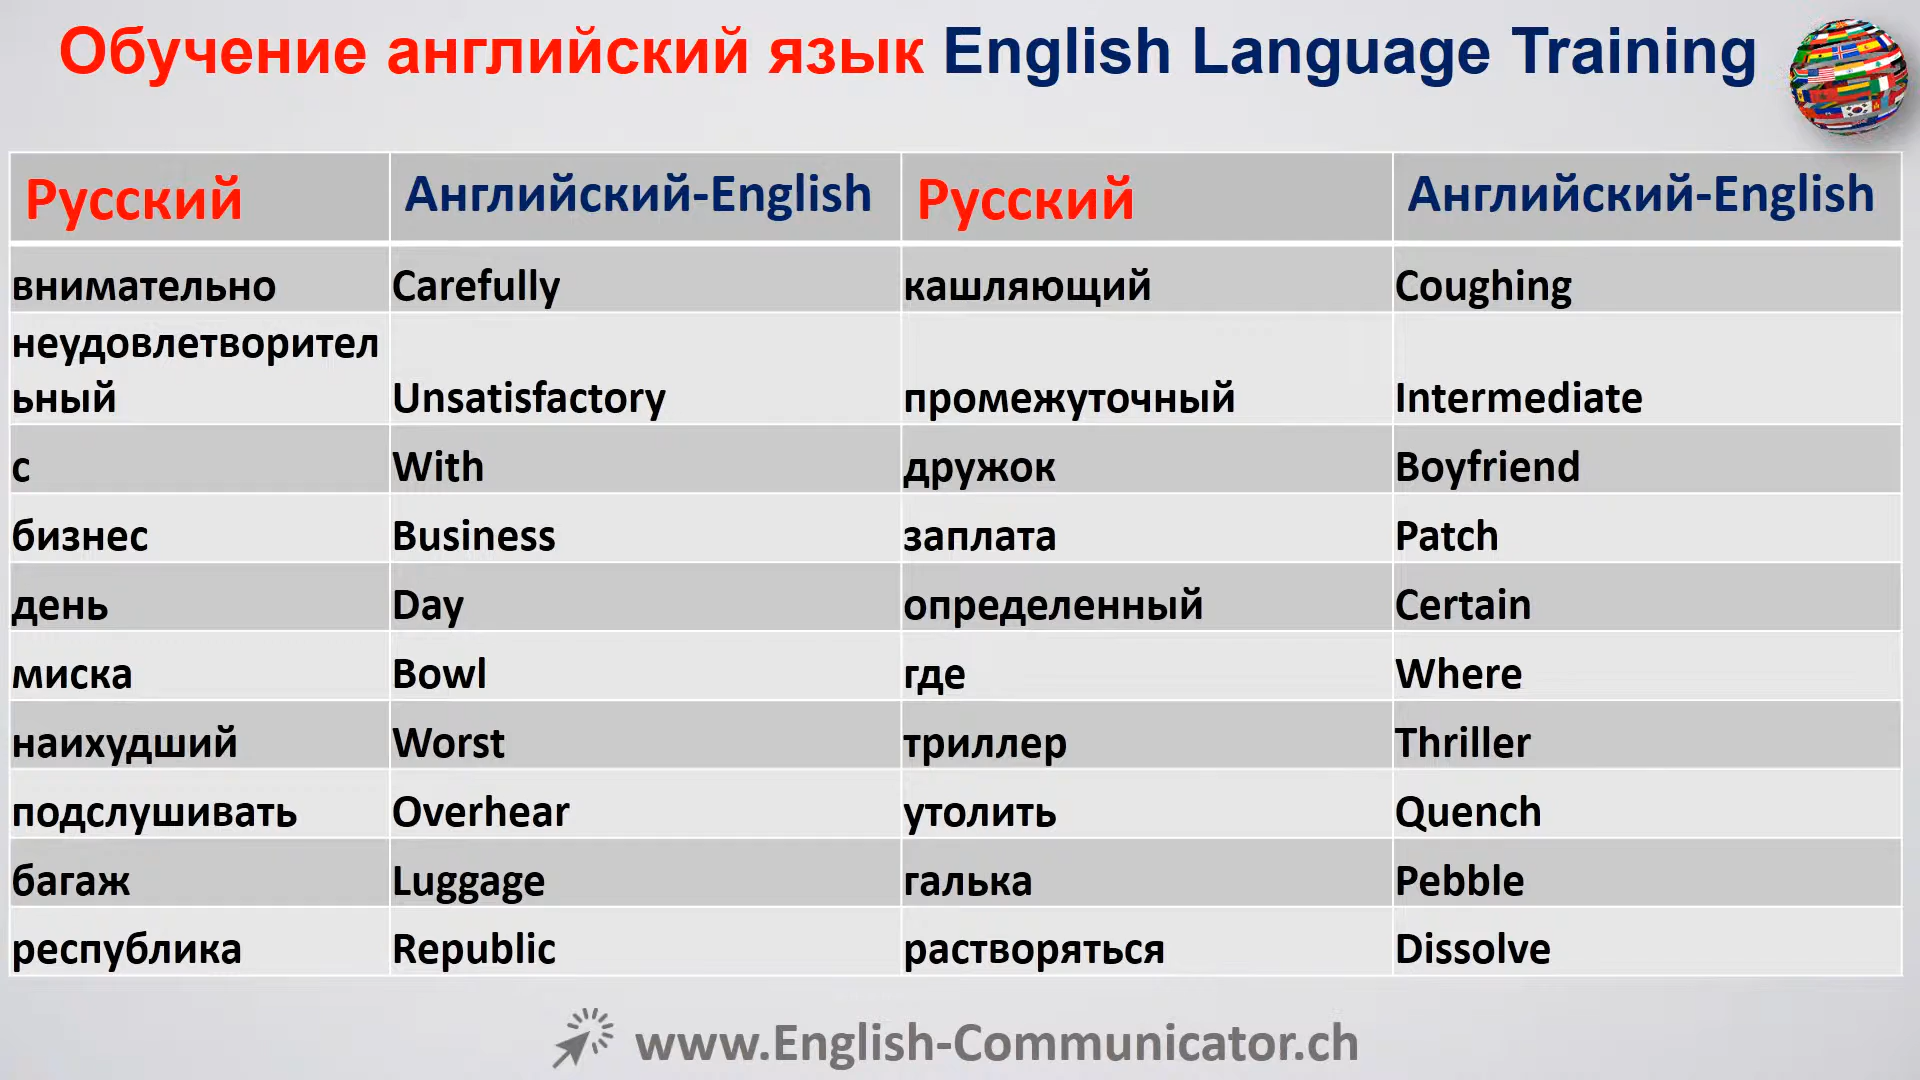 Обучение английский язык English Language Training
Русский Английский-English Русский Английский-English
внимательно Carefully кашляющий Coughing
неудовлетворител
ьный Unsatisfactory промежуточный Intermediate
с With дружок Boyfriend
бизнес Business заплата Patch
день Day определенный Certain
миска Bowl где Where
наихудший Worst триллер Thriller
подслушивать Overhear утолить Quench
багаж Luggage галька Pebble
республика Republic растворяться Dissolve
www.English-Communicator.ch